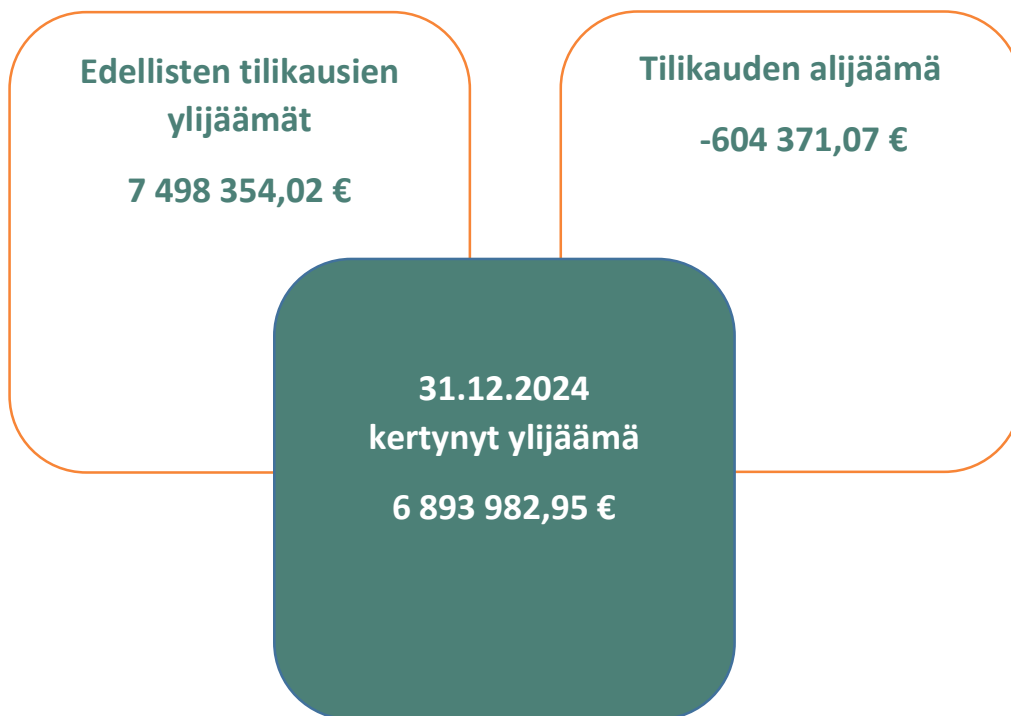 Edellisten tilikausien
ylijäämät
7 498 354,02 €
Tilikauden alijäämä
-604 371,07 €
31.12.2024
kertynyt ylijäämä
6 893 982,95 €